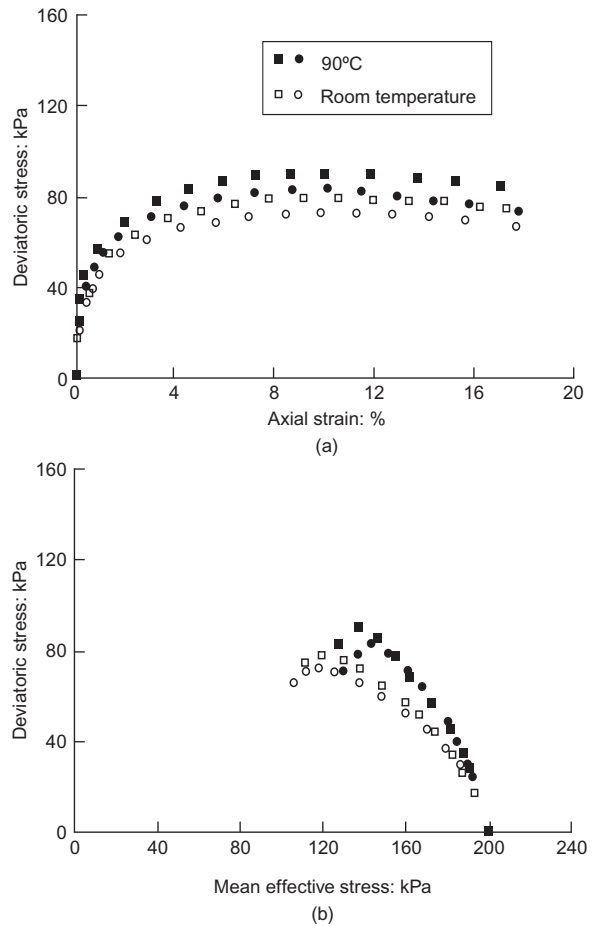 160
120
80
40
0
Deviatoric stress: kPa
90ºC
Room temperature
0 4 8 12 16 20
Axial strain: %
(a)
160
120
80
40
0
Deviatoric stress: kPa
0 40 80 120 160 200 240
Mean effective stress: kPa
(b)